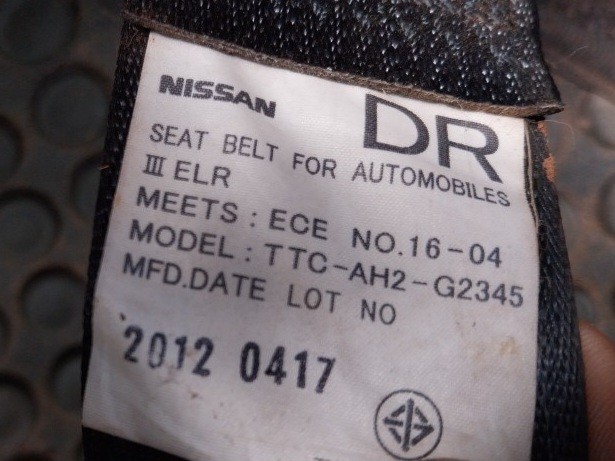 NISSAN DR
SEAT BELT FOR AUTOMOBILES
III ELR
MEETS : ECE NO.16-04
MODEL : TTC-AH2-G2345
MFD.DATE LOT NO
2012 0417